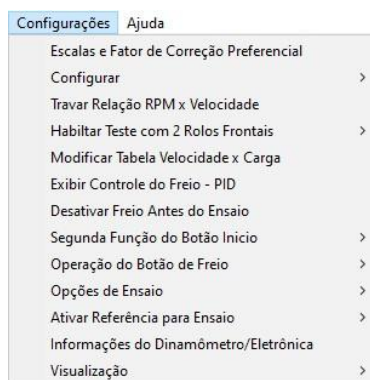 Configurações Ajuda
Escalas e Fator de Correção Preferencial
Configurar
Travar Relação RPM x Velocidade
Habiltar Teste com 2 Rolos Frontais
Modificar Tabela Velocidade x Carga
Exibir Controle do Freio - PID
Desativar Freio Antes do Ensaio
Segunda Função do Botão Inicio
Operação do Botão de Freio
Opções de Ensaio
Ativar Referência para Ensaio
Informações do Dinamômetro/Eletrônica
Visualização